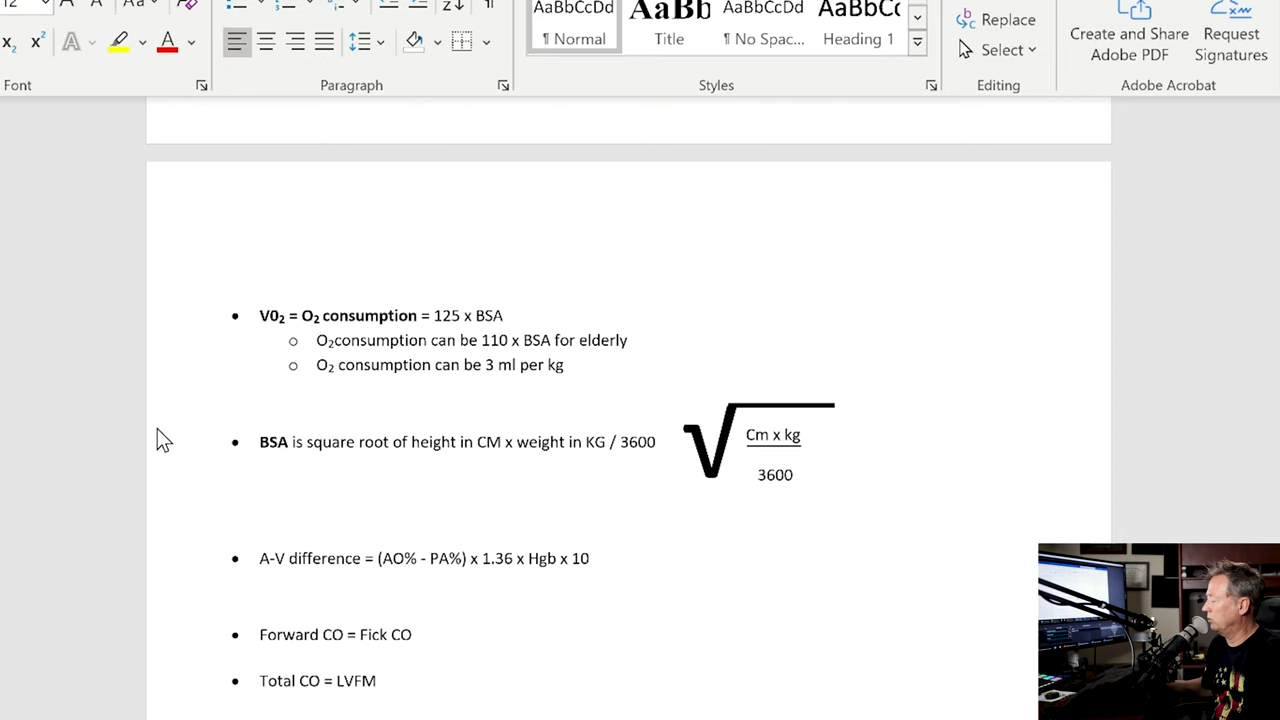 12
Aa
Replace
Select
AaBbCcDd
¶ Normal
AaBb
Title
AaBbCcDd
¶ No Spac...
AaBbCc
Heading 1
Create and Share
Adobe PDF
Request
Signatures
Font
Paragraph
Styles
Editing
Adobe Acrobat
• V0₂ = O₂ consumption = 125 x BSA
○ O₂consumption can be 110 x BSA for elderly
○ O₂ consumption can be 3 ml per kg
• BSA is square root of height in CM x weight in KG / 3600
√
Cm x kg
3600
• A-V difference = (AO% - PA%) x 1.36 x Hgb x 10
• Forward CO = Fick CO
• Total CO = LVFM